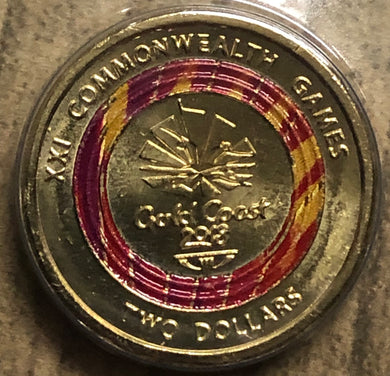 XXI COMMONWEALTH GAMES
Gold Coast
2018
TWO DOLLARS